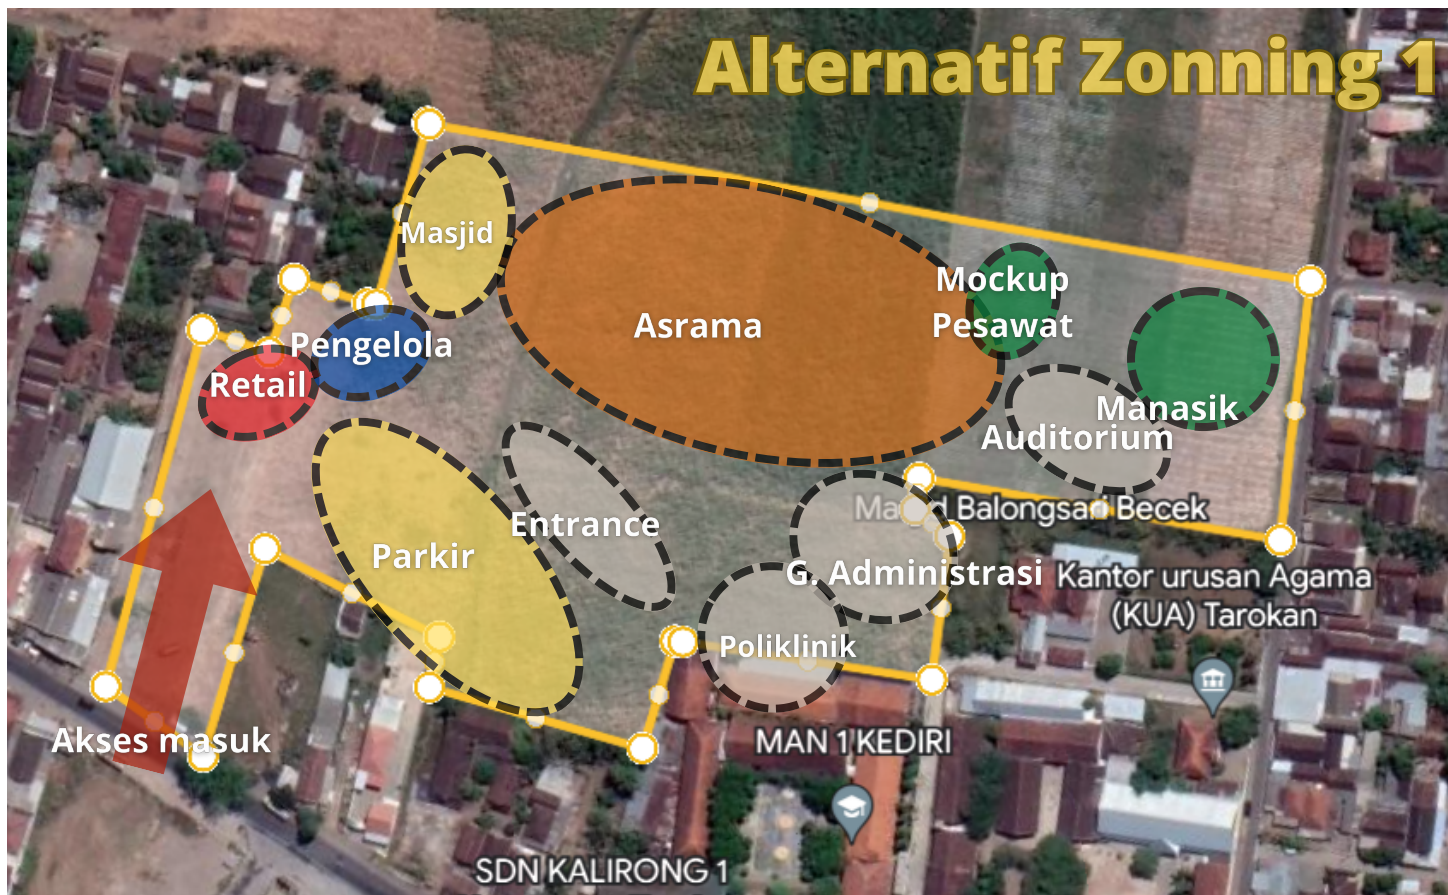 Alternatif Zonning 1
Masjid
Mockup
Pesawat
Asrama
Pengelola
Retail
Manasik
Auditorium
Masjid Balongsari Becek
Entrance
Parkir
G. Administrasi
Kantor urusan Agama
(KUA) Tarokan
Poliklinik
Akses masuk
MAN 1 KEDIRI
SDN KALIRONG 1